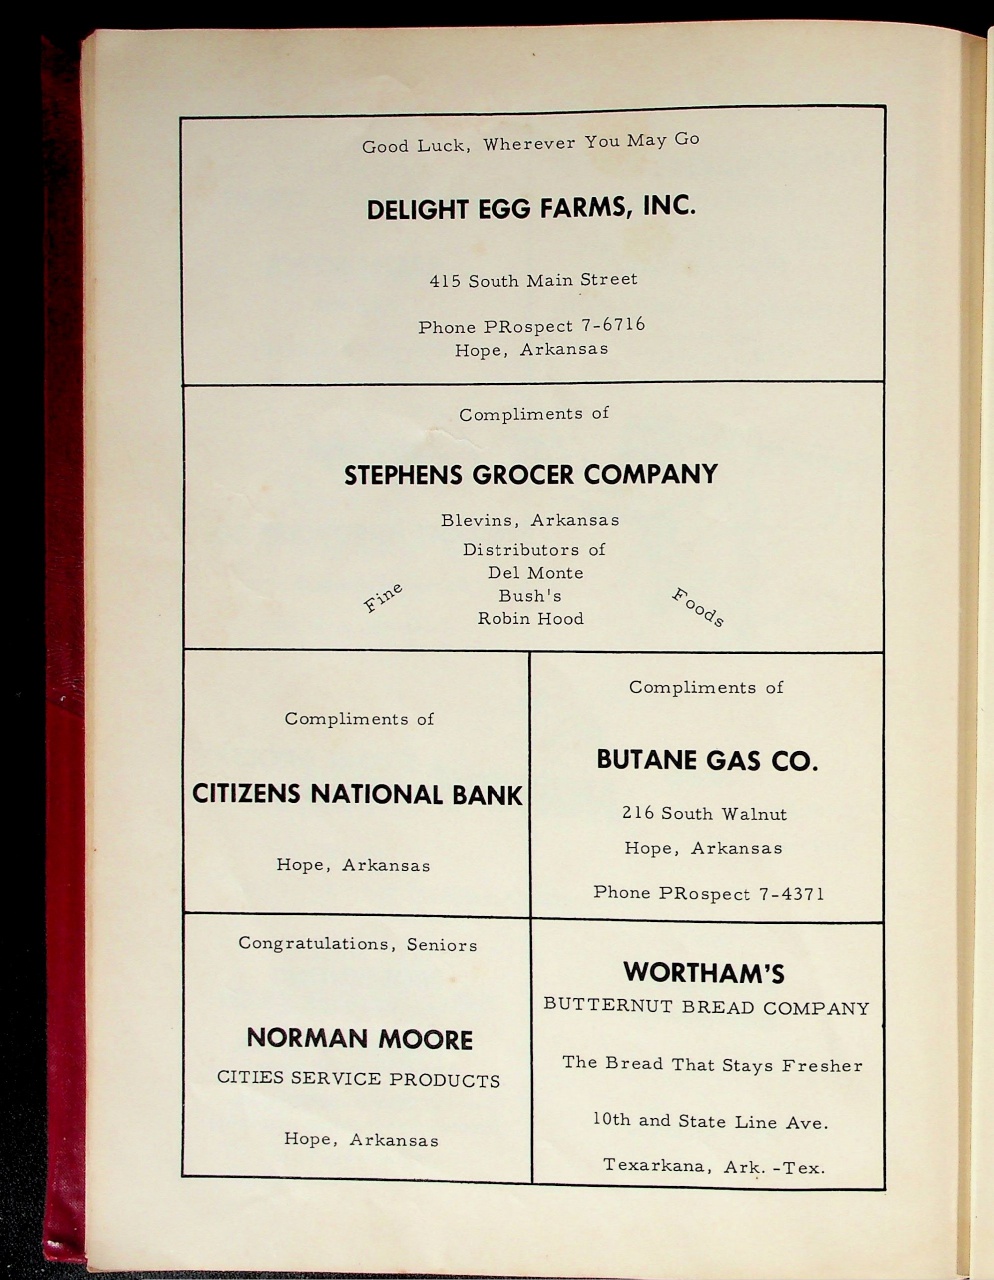 Good Luck, Wherever You May Go
DELIGHT EGG FARMS, INC.
415 South Main Street
Phone PRospect 7-6716
Hope, Arkansas
Compliments of
STEPHENS GROCER COMPANY
Blevins, Arkansas
Distributors of
Del Monte
Fine
Bush's
Foods
Robin Hood
Compliments of
CITIZENS NATIONAL BANK
Hope, Arkansas
Compliments of
BUTANE GAS CO.
216 South Walnut
Hope, Arkansas
Phone PRospect 7-4371
Congratulations, Seniors
NORMAN MOORE
CITIES SERVICE PRODUCTS
Hope, Arkansas
WORTHAM'S
BUTTERNUT BREAD COMPANY
The Bread That Stays Fresher
10th and State Line Ave.
Texarkana, Ark. -Tex.